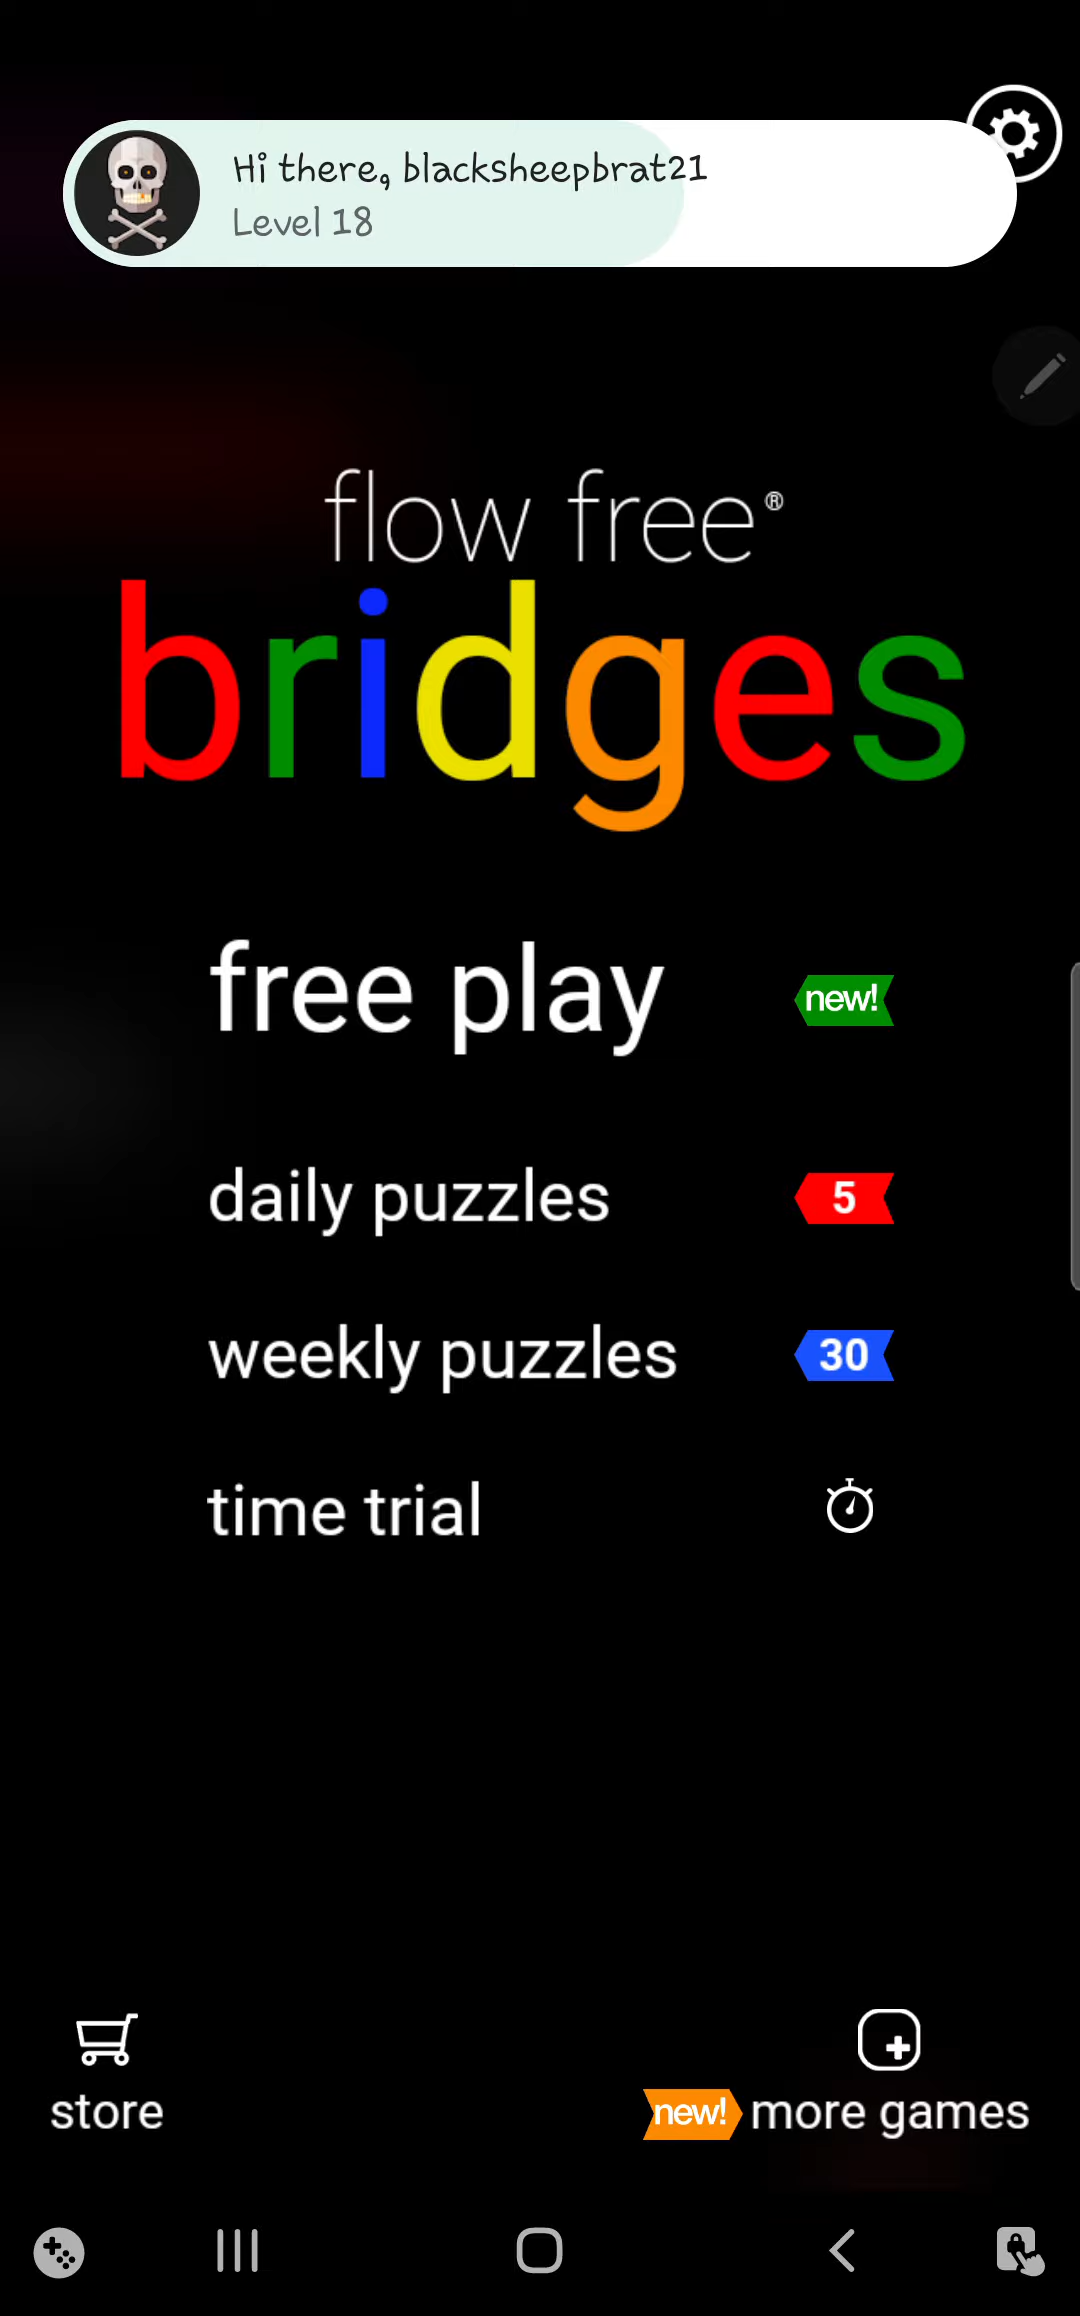 Hi there, blacksheepbrat21
Level 18
flow free®
bridges
free play
new!
daily puzzles
5
weekly puzzles
30
time trial
store
new! more games